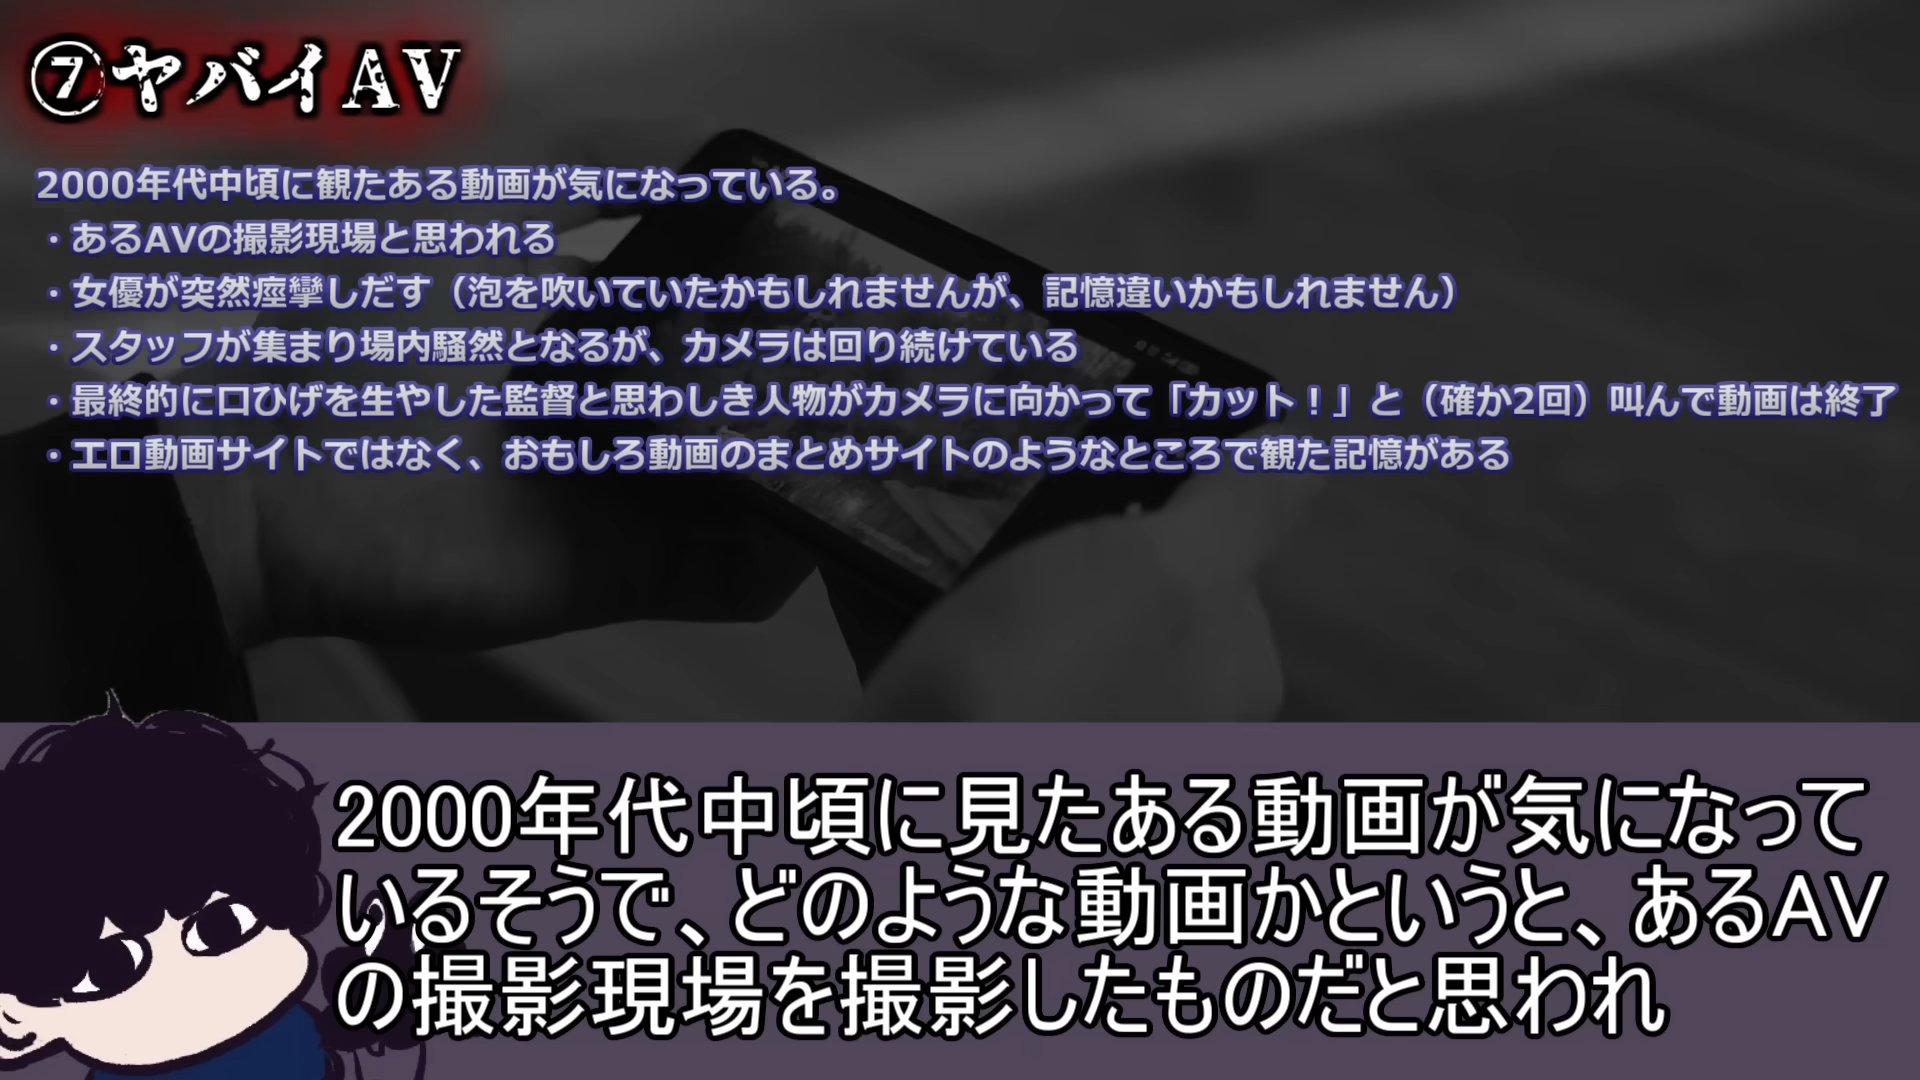 ⑦ヤバイAV
2000年代中頃に観たある動画が気になっている。
・あるAVの撮影現場と思われる
・女優が突然痙攣しだす（泡を吹いていたかもしれませんが、記憶違いかもしれません）
・スタッフが集まり場内騒然となるが、カメラは回り続けている
・最終的に口ひげを生やした監督と思わしき人物がカメラに向かって「カット！」と（確か2回）叫んで動画は終了
・エロ動画サイトではなく、おもしろ動画のまとめサイトのようなところで観た記憶がある
2000年代中頃に見たある動画が気になって
いるそうで、どのような動画かというと、あるAV
の撮影現場を撮影したものだと思われ